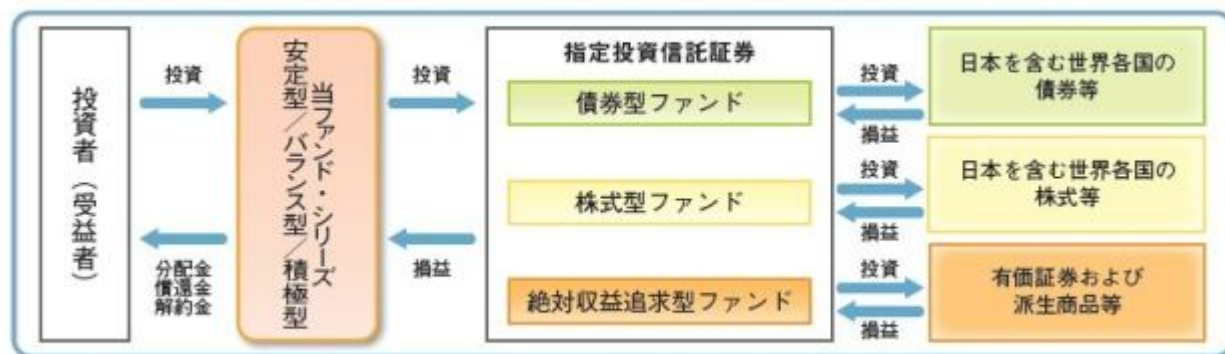 投資者（受益者）
投資
分配金
償還金
解約金
当ファンド・シリーズ
安定型／バランス型／積極型
投資
損益
指定投資信託証券
債券型ファンド
株式型ファンド
絶対収益追求型ファンド
投資
損益
投資
損益
投資
損益
日本を含む世界各国の
債券等
日本を含む世界各国の
株式等
有価証券および
派生商品等